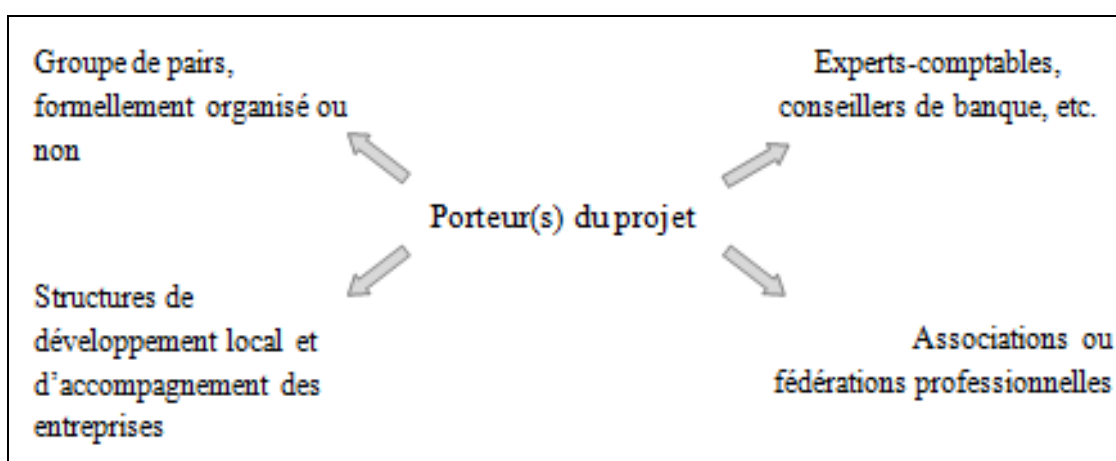 Groupe de pairs,
formellement organisé ou
non
Experts-comptables,
conseillers de banque, etc.
Porteur(s) du projet
Structures de
développement local et
d’accompagnement des
entreprises
Associations ou
fédérations professionnelles